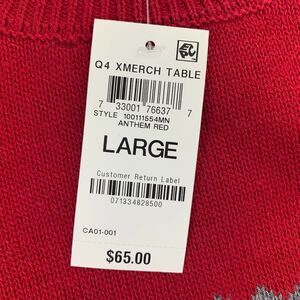 Q4 XMERCH TABLE
7 33001 76637 7
STYLE 100111554MN
ANTHEM RED
LARGE
Customer Return Label
071334828500
CA01-001
$65.00